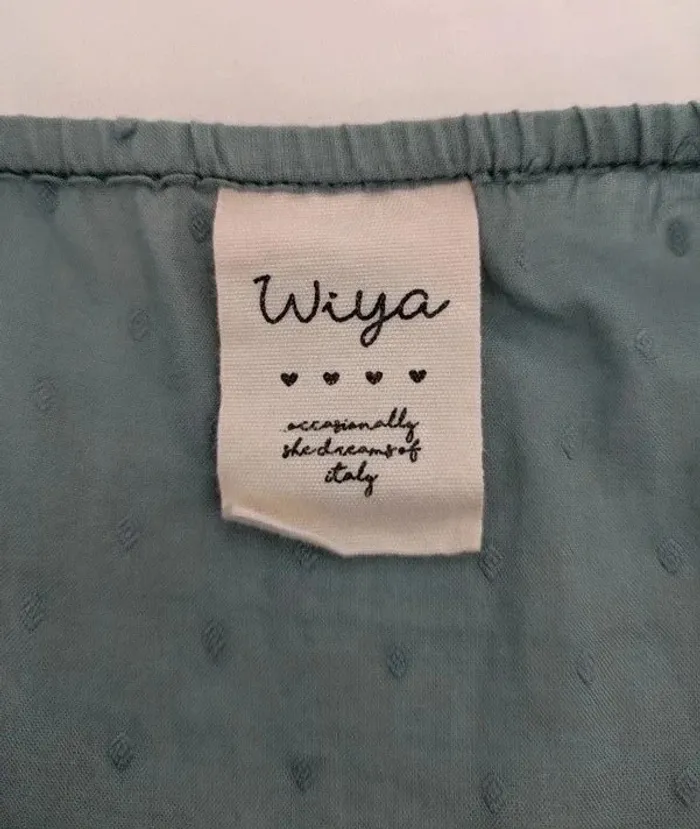 Wiya
♥ ♥ ♥ ♥
occasionally
she dreams of
italy